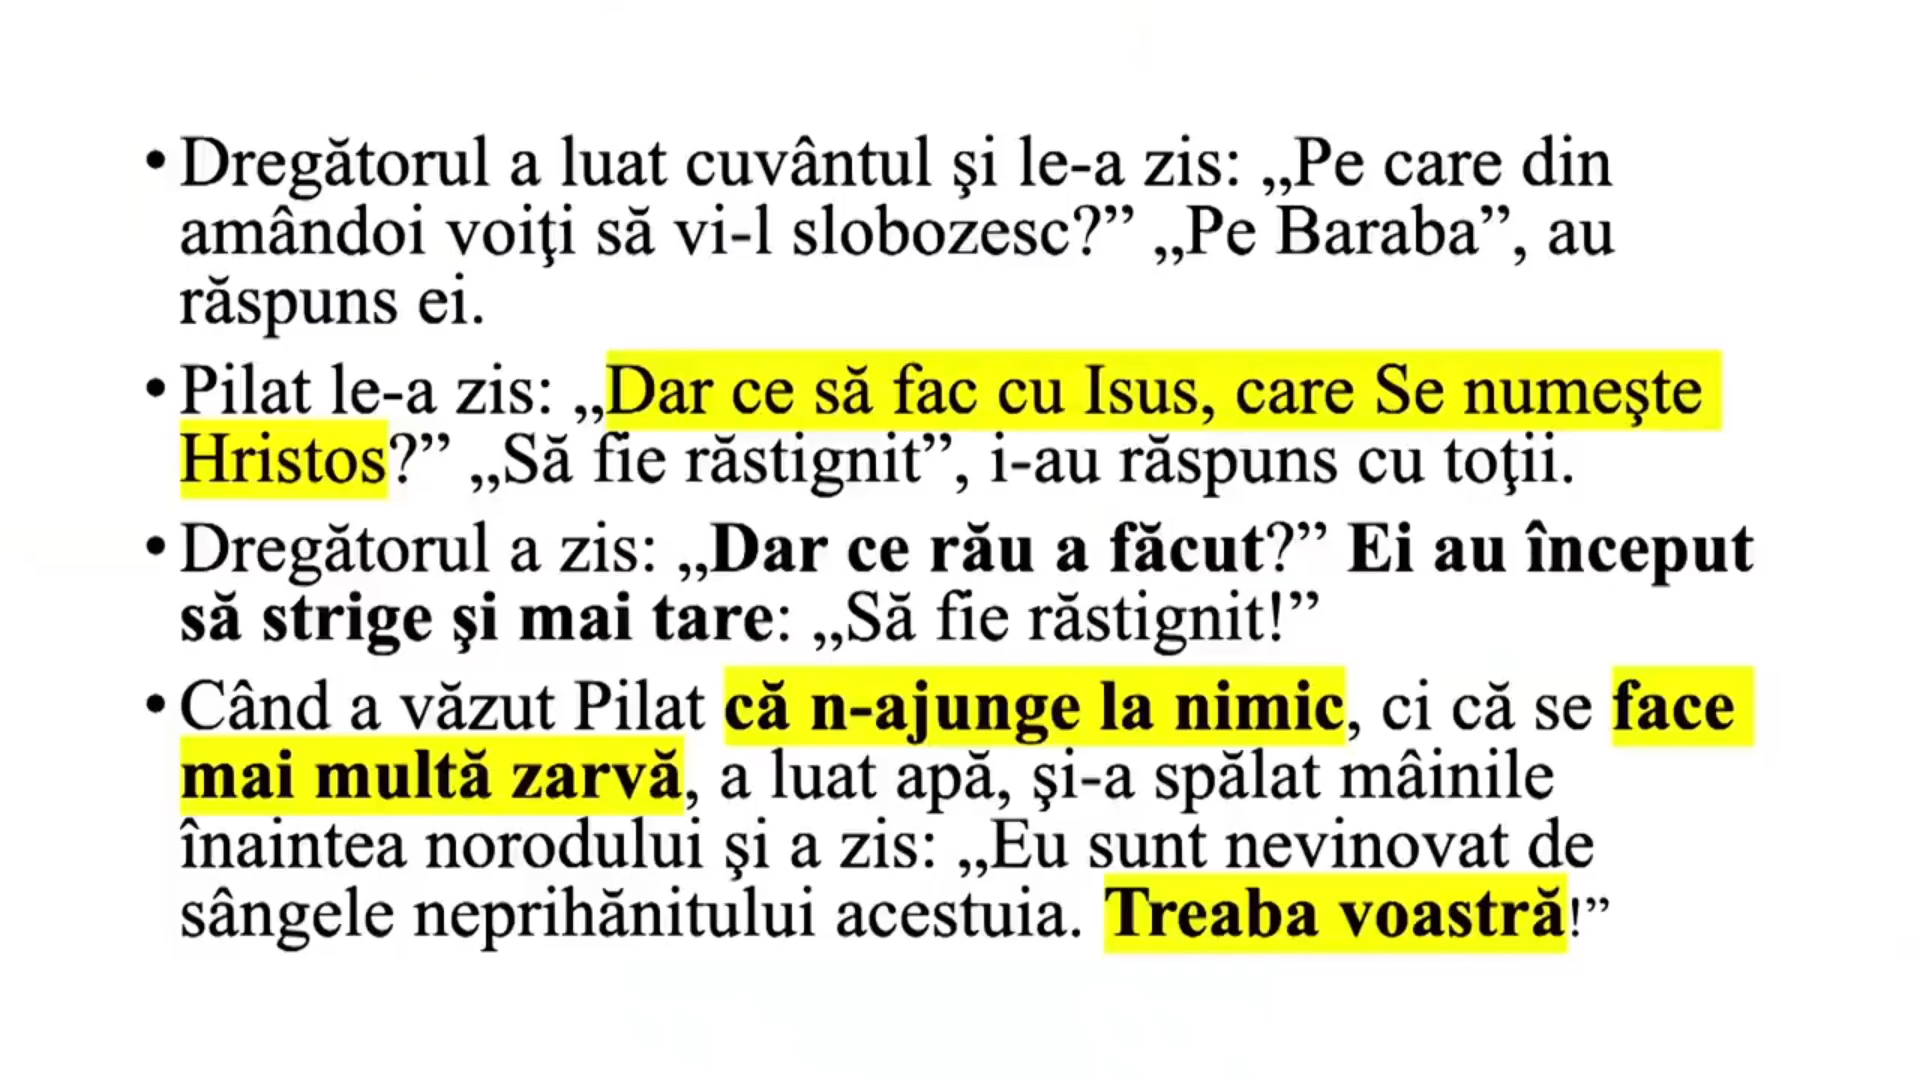 • Dregătorul a luat cuvântul şi le-a zis: „Pe care din
amândoi voiţi să vi-l slobozesc?” „Pe Baraba”, au
răspuns ei.
• Pilat le-a zis: „Dar ce să fac cu Isus, care Se numeşte
Hristos?” „Să fie răstignit”, i-au răspuns cu toţii.
• Dregătorul a zis: „Dar ce rău a făcut?” Ei au început
să strige şi mai tare: „Să fie răstignit!”
• Când a văzut Pilat că n-ajunge la nimic, ci că se face
mai multă zarvă, a luat apă, şi-a spălat mâinile
înaintea norodului şi a zis: „Eu sunt nevinovat de
sângele neprihănitului acestuia. Treaba voastră!”